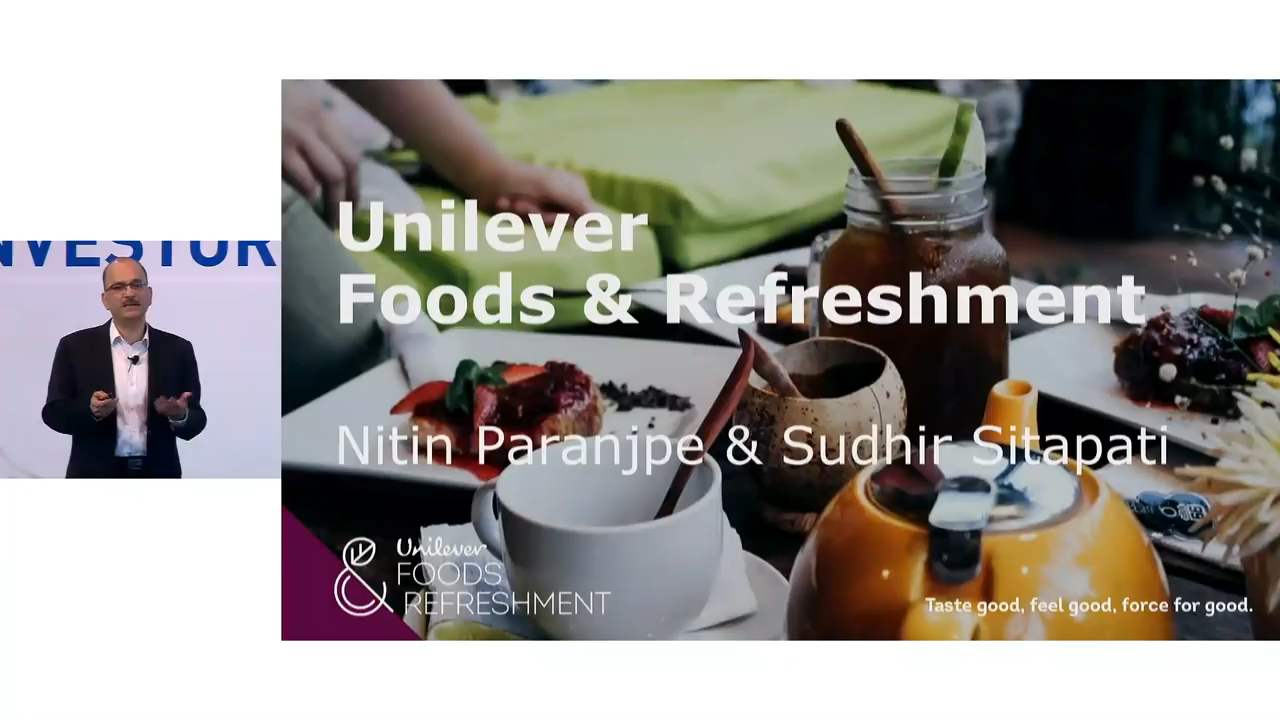 NVESTOR
Unilever
Foods & Refreshment
Nitin Paranjpe & Sudhir Sitapati
Unilever
FOODS
& REFRESHMENT
Taste good, feel good, force for good.